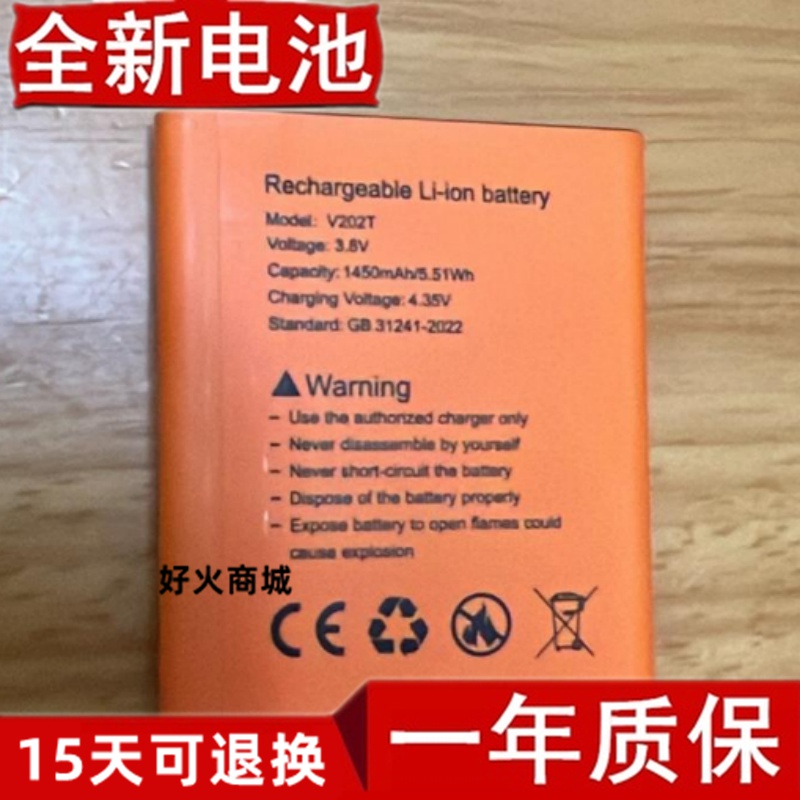 全新电池
Rechargeable Li-ion battery
Model: V202T
Voltage: 3.8V
Capacity: 1450mAh/5.51Wh
Charging Voltage: 4.35V
Standard: GB 31241-2022
Warning
- Use the authorized charger only
- Never disassemble by yourself
- Never short-circuit the battery
- Dispose of the battery properly
- Expose battery to open flames could
cause explosion
好火商城
CE
15天可退换
一年质保